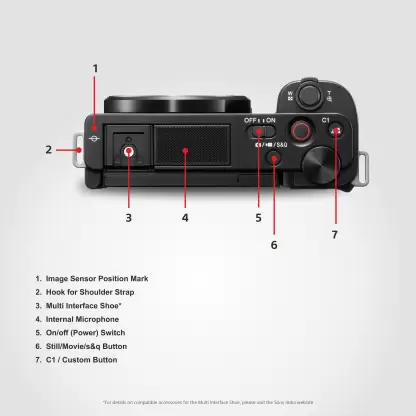 1
2
3
4
5
6
7
W
T
OFF
ON
C1
/S&Q
1. Image Sensor Position Mark
2. Hook for Shoulder Strap
3. Multi Interface Shoe*
4. Internal Microphone
5. On/off (Power) Switch
6. Still/Movie/s&q Button
7. C1 / Custom Button
*For details on compatible accessories for the Multi Interface Shoe, please visit the Sony India website